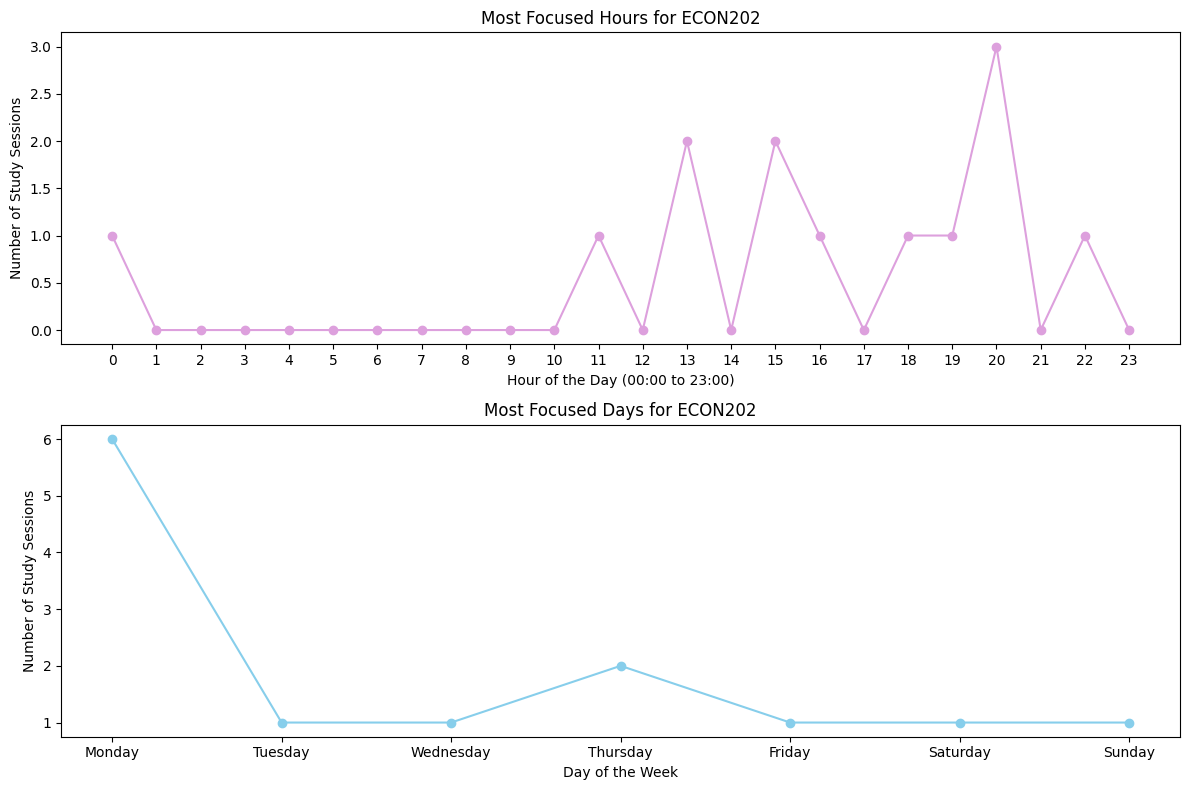 Most Focused Hours for ECON202
Number of Study Sessions
3.0
2.5
2.0
1.5
1.0
0.5
0.0
0 1 2 3 4 5 6 7 8 9 10 11 12 13 14 15 16 17 18 19 20 21 22 23
Hour of the Day (00:00 to 23:00)
Most Focused Days for ECON202
Number of Study Sessions
6
5
4
3
2
1
Monday Tuesday Wednesday Thursday Friday Saturday Sunday
Day of the Week